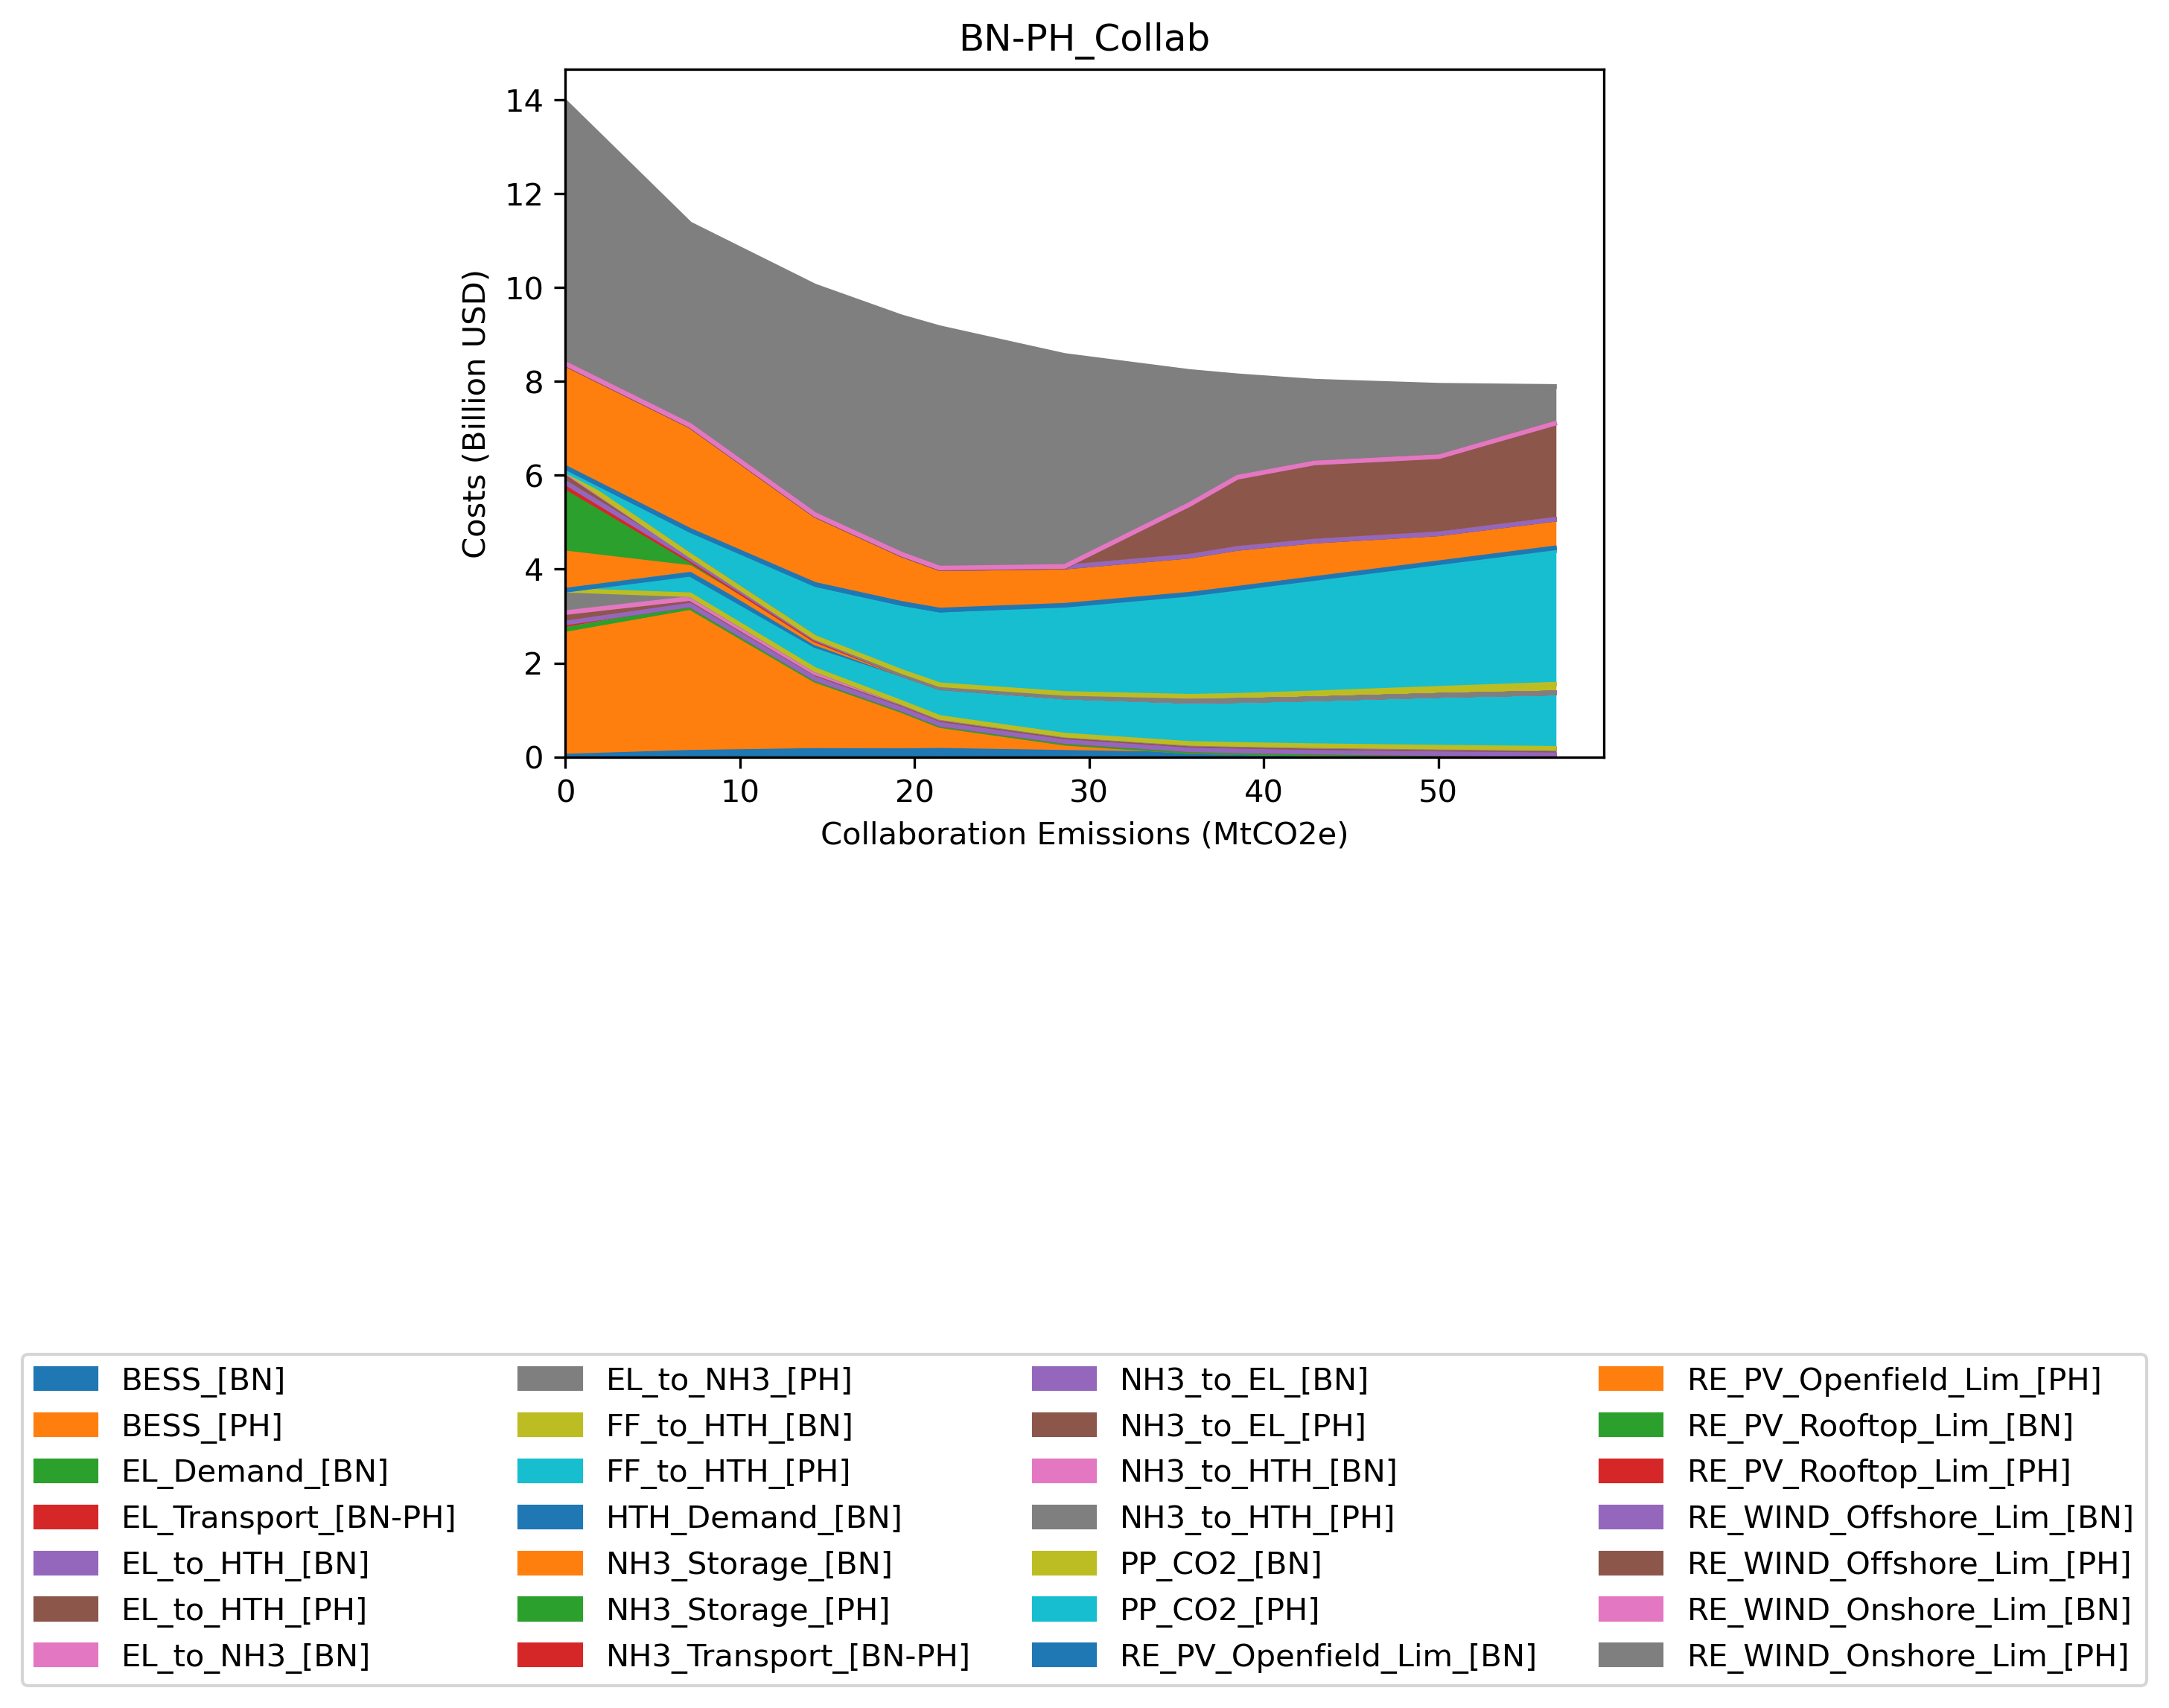 BN-PH_Collab
14
12
10
8
6
4
2
0
Costs (Billion USD)
0 10 20 30 40 50
Collaboration Emissions (MtCO2e)
BESS_[BN]
BESS_[PH]
EL_Demand_[BN]
EL_Transport_[BN-PH]
EL_to_HTH_[BN]
EL_to_HTH_[PH]
EL_to_NH3_[BN]
EL_to_NH3_[PH]
FF_to_HTH_[BN]
FF_to_HTH_[PH]
HTH_Demand_[BN]
NH3_Storage_[BN]
NH3_Storage_[PH]
NH3_Transport_[BN-PH]
NH3_to_EL_[BN]
NH3_to_EL_[PH]
NH3_to_HTH_[BN]
NH3_to_HTH_[PH]
PP_CO2_[BN]
PP_CO2_[PH]
RE_PV_Openfield_Lim_[BN]
RE_PV_Openfield_Lim_[PH]
RE_PV_Rooftop_Lim_[BN]
RE_PV_Rooftop_Lim_[PH]
RE_WIND_Offshore_Lim_[BN]
RE_WIND_Offshore_Lim_[PH]
RE_WIND_Onshore_Lim_[BN]
RE_WIND_Onshore_Lim_[PH]